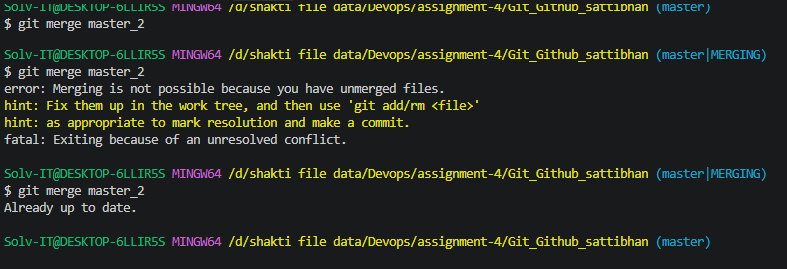 Solv-IT@DESKTOP-6LLIR5S MINGW64 /d/shakti file data/Devops/assignment-4/Git_Github_sattibhan (master)
$ git merge master_2
Solv-IT@DESKTOP-6LLIR5S MINGW64 /d/shakti file data/Devops/assignment-4/Git_Github_sattibhan (master|MERGING)
$ git merge master_2
error: Merging is not possible because you have unmerged files.
hint: Fix them up in the work tree, and then use 'git add/rm <file>'
hint: as appropriate to mark resolution and make a commit.
fatal: Exiting because of an unresolved conflict.
Solv-IT@DESKTOP-6LLIR5S MINGW64 /d/shakti file data/Devops/assignment-4/Git_Github_sattibhan (master|MERGING)
$ git merge master_2
Already up to date.
Solv-IT@DESKTOP-6LLIR5S MINGW64 /d/shakti file data/Devops/assignment-4/Git_Github_sattibhan (master)